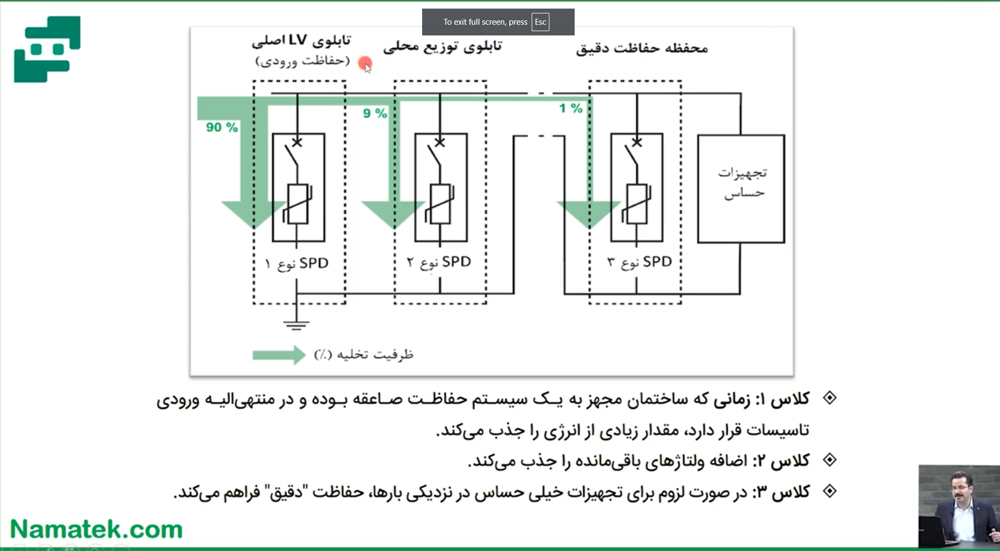 To exit full screen, press Esc
تابلوی LV اصلی
(حفاظت ورودی)
تابلوی توزیع محلی
محفظه حفاظت دقیق
90 %
9 %
1 %
تجهیزات
حساس
SPD نوع ۱
SPD نوع ۲
SPD نوع ۳
ظرفیت تخلیه (٪)
کلاس ۱: زمانی که ساختمان مجهز به یک سیستم حفاظت صاعقه بوده و در منتهی‌الیه ورودی
تاسیسات قرار دارد، مقدار زیادی از انرژی را جذب می‌کند.
کلاس ۲: اضافه ولتاژهای باقی‌مانده را جذب می‌کند.
کلاس ۳: در صورت لزوم برای تجهیزات خیلی حساس در نزدیکی بارها، حفاظت "دقیق" فراهم می‌کند.
Namatek.com